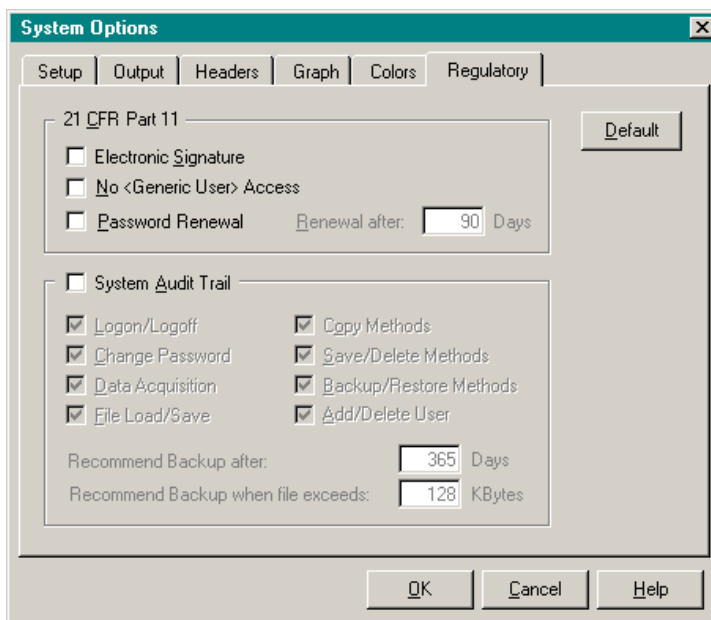 System Options
Setup Output Headers Graph Colors Regulatory
21 CFR Part 11
Default
Electronic Signature
No <Generic User> Access
Password Renewal Renewal after: 90 Days
System Audit Trail
Logon/Logoff Copy Methods
Change Password Save/Delete Methods
Data Acquisition Backup/Restore Methods
File Load/Save Add/Delete User
Recommend Backup after: 365 Days
Recommend Backup when file exceeds: 128 KBytes
OK Cancel Help